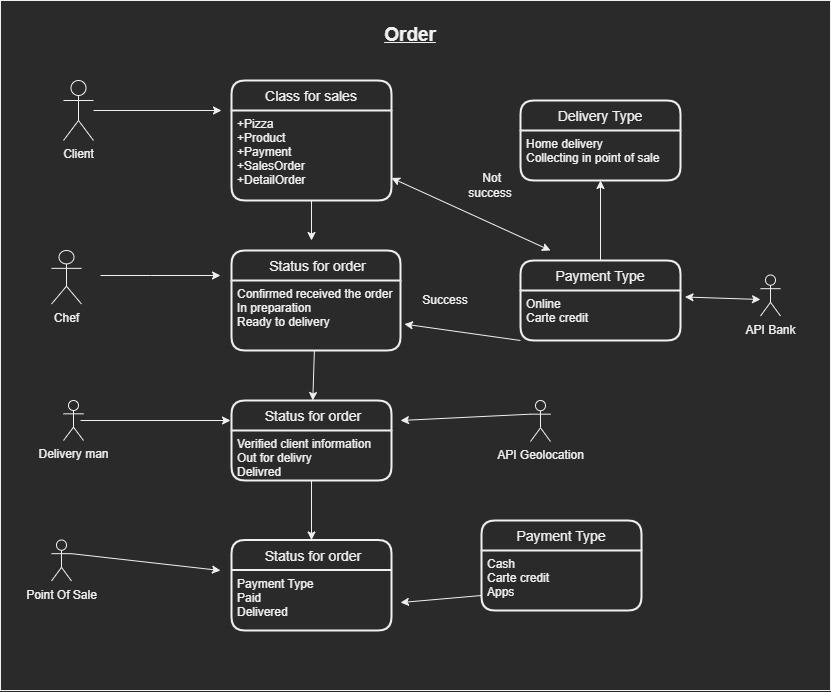 Order
Client
Class for sales
+Pizza
+Product
+Payment
+SalesOrder
+DetailOrder
Delivery Type
Home delivery
Collecting in point of sale
Not
success
Chef
Status for order
Confirmed received the order
In preparation
Ready to delivery
Success
Payment Type
Online
Carte credit
API Bank
Delivery man
Status for order
Verified client information
Out for delivry
Delivred
API Geolocation
Point Of Sale
Status for order
Payment Type
Paid
Delivered
Payment Type
Cash
Carte credit
Apps